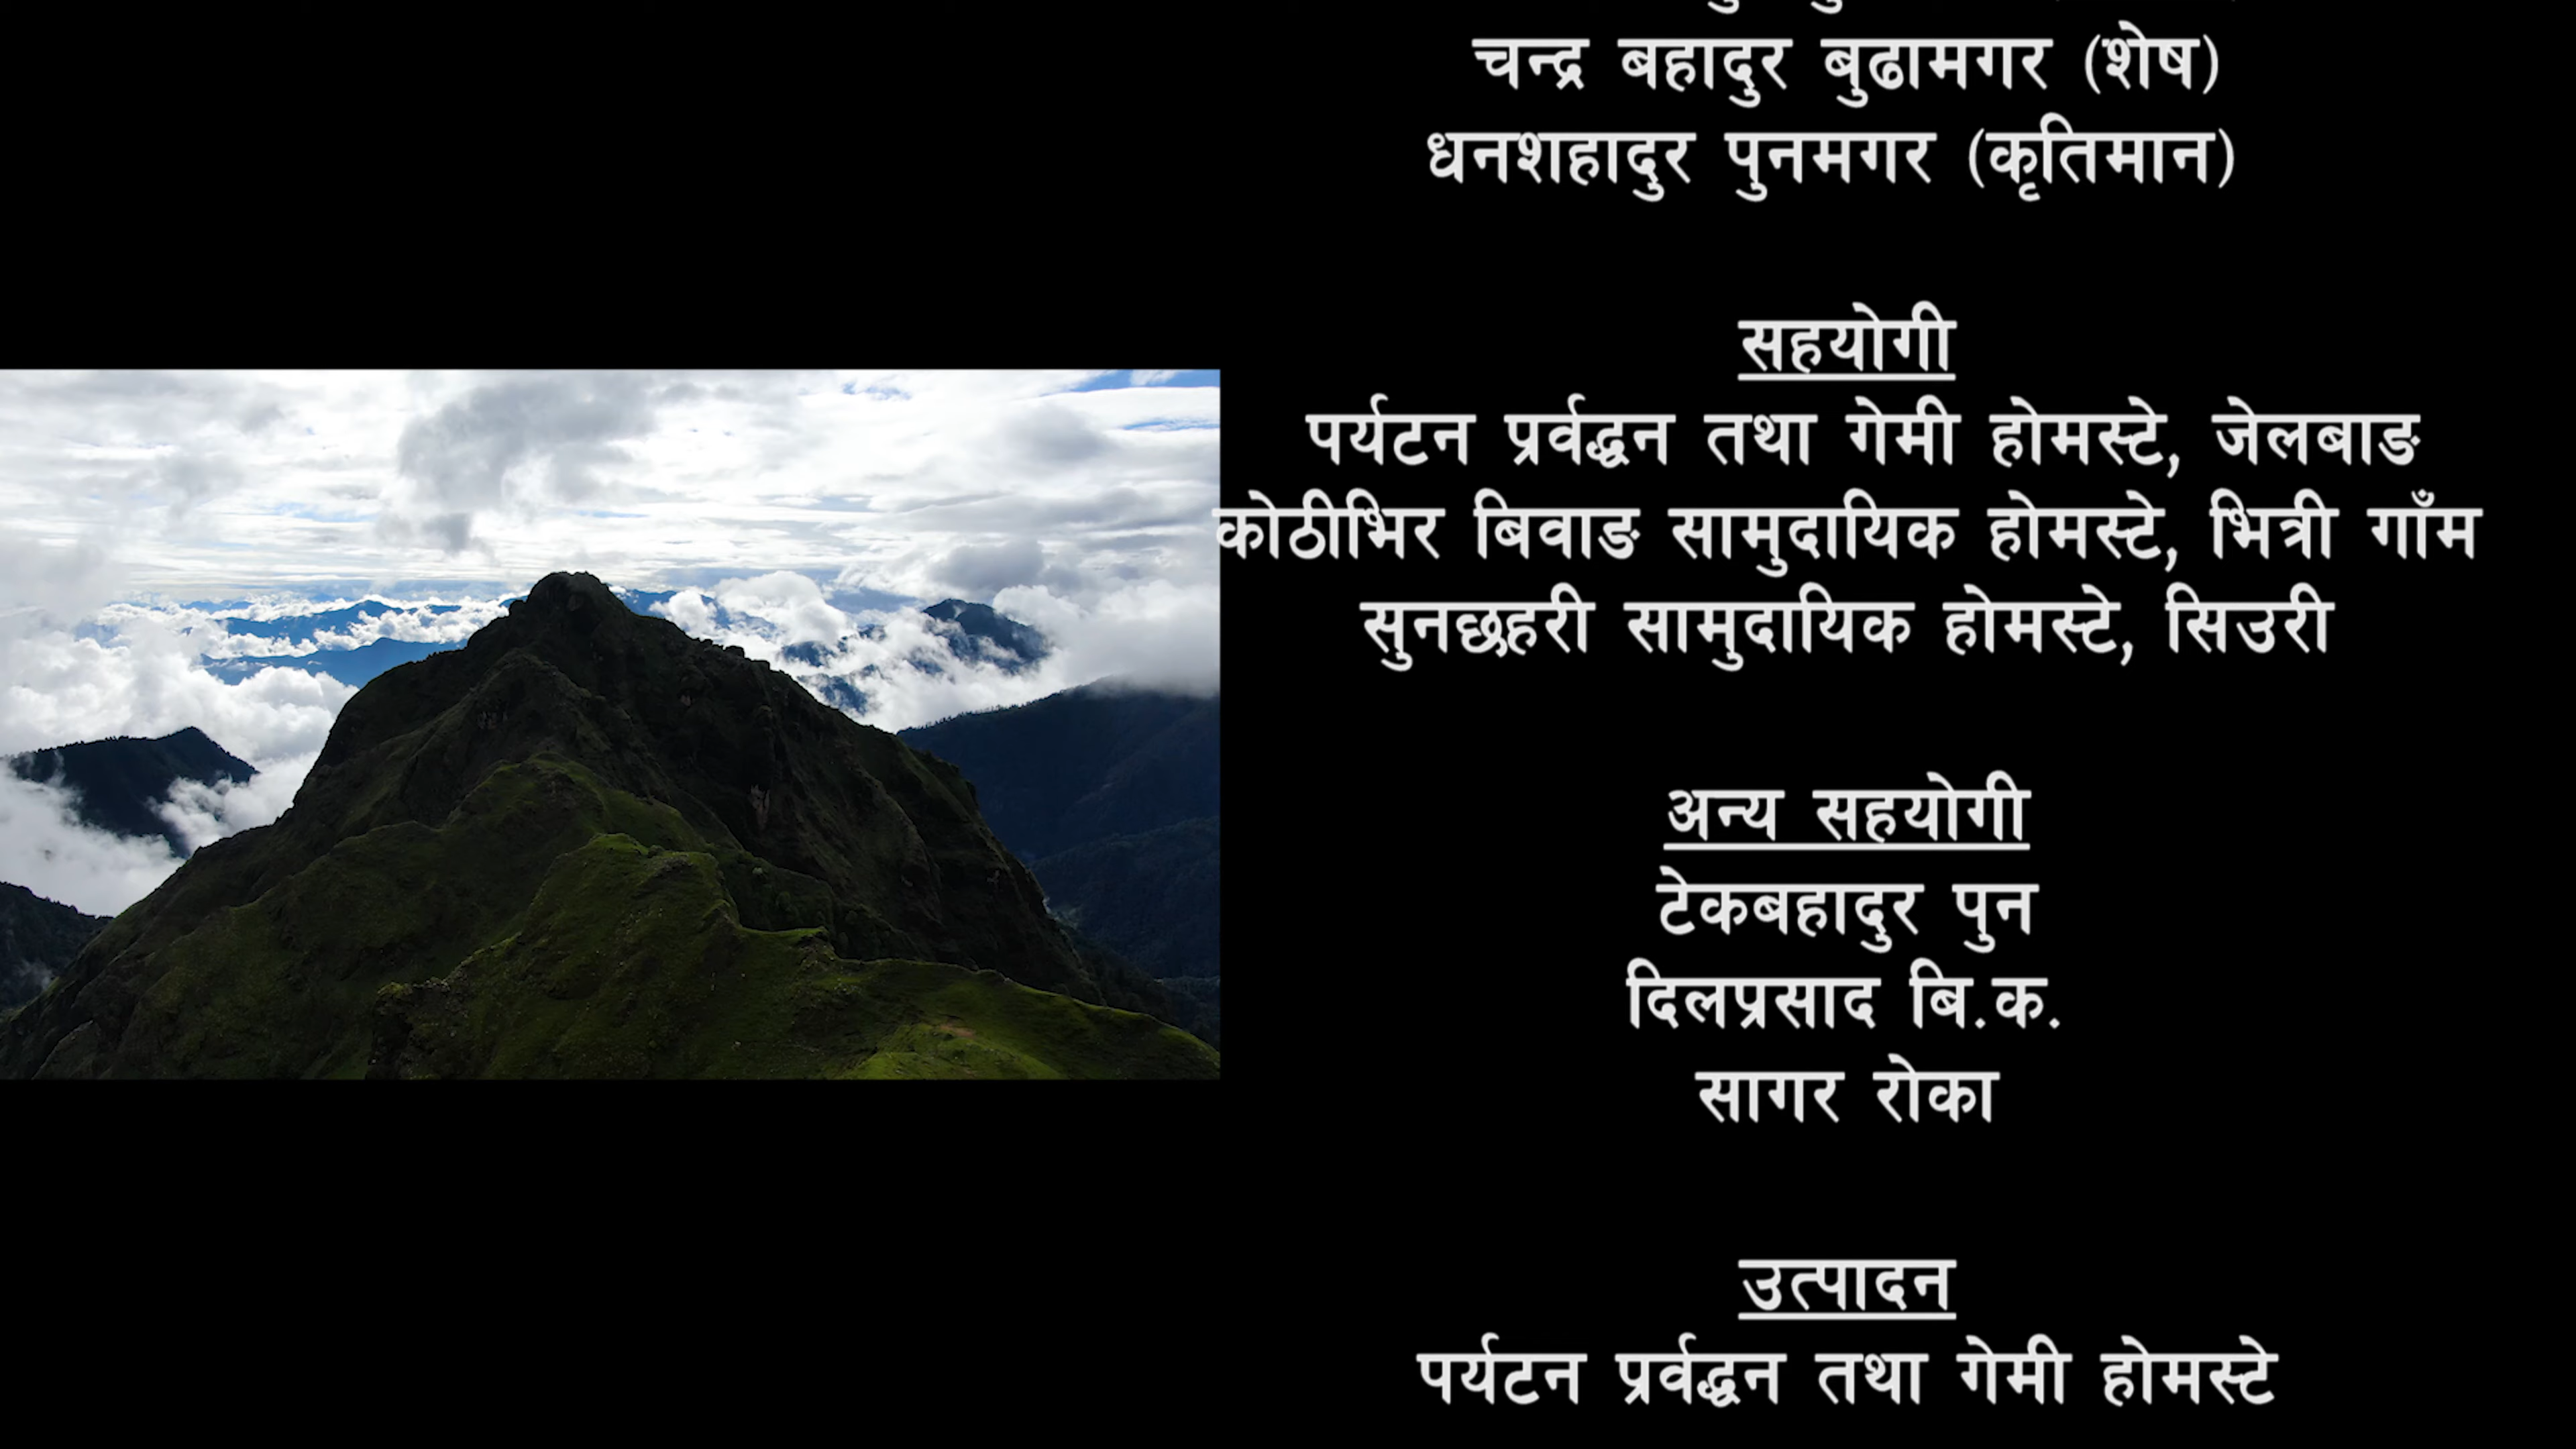 चन्द्र बहादुर बुढामगर (शेष)
धनशहादुर पुनमगर (कृतिमान)
सहयोगी
पर्यटन प्रर्वद्धन तथा गेमी होमस्टे, जेलबाङ
कोठीभिर बिवाङ सामुदायिक होमस्टे, भित्री गाँम
सुनछहरी सामुदायिक होमस्टे, सिउरी
अन्य सहयोगी
टेकबहादुर पुन
दिलप्रसाद बि.क.
सागर रोका
उत्पादन
पर्यटन प्रर्वद्धन तथा गेमी होमस्टे